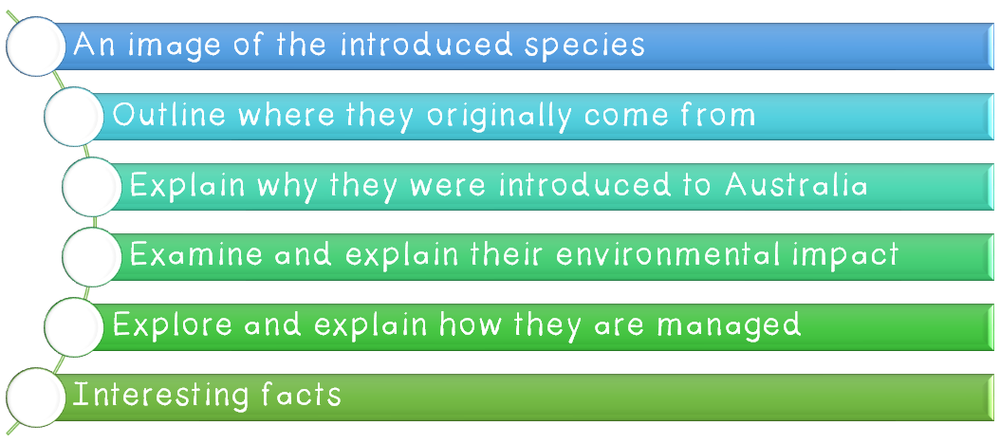 An image of the introduced species
Outline where they originally come from
Explain why they were introduced to Australia
Examine and explain their environmental impact
Explore and explain how they are managed
Interesting facts